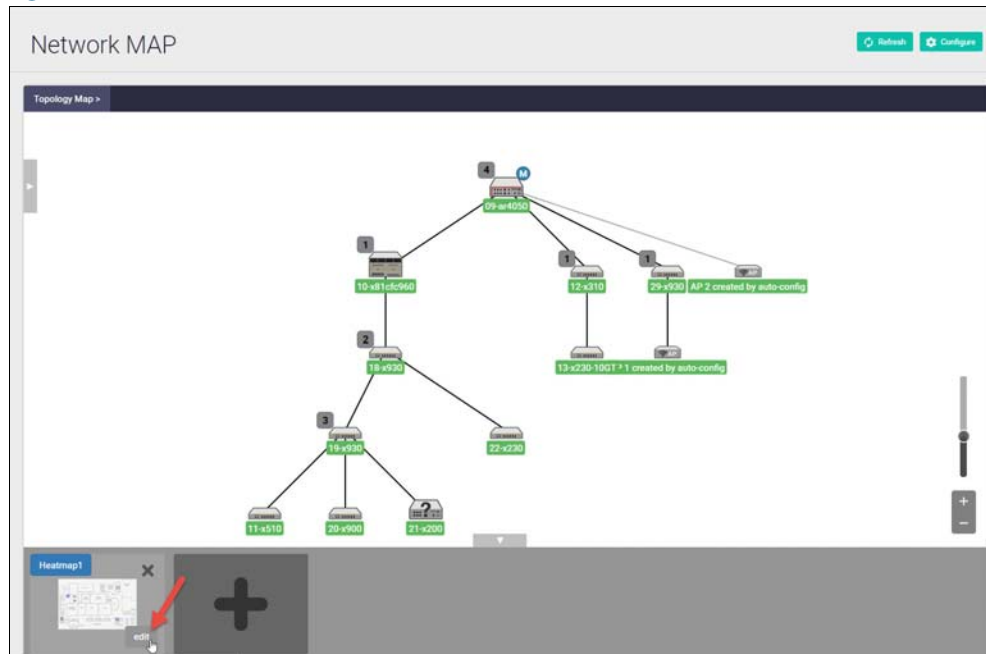 Network MAP
Refresh
Configure
Topology Map >
4
M
09-ar4050
1
10-x81cfc960
1
12-x310
1
29-x930
AP
AP 2 created by auto-config
2
18-x930
13-x230-10GT
AP
1 created by auto-config
3
19-x930
22-x230
?
11-x510
20-x900
21-x200
+
−
Heatmap1
edit